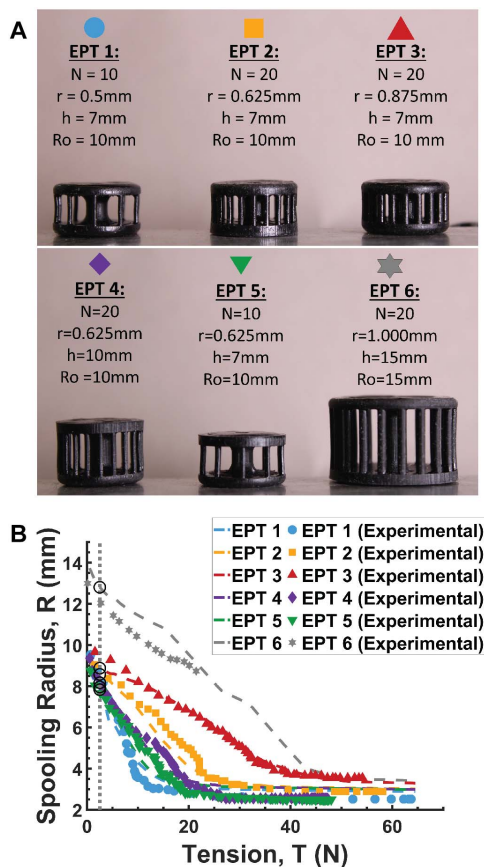 A
EPT 1:
N = 10
r = 0.5mm
h = 7mm
Ro = 10mm
EPT 2:
N = 20
r = 0.625mm
h = 7mm
Ro = 10mm
EPT 3:
N = 20
r = 0.875mm
h = 7mm
Ro = 10 mm
EPT 4:
N=20
r=0.625mm
h=10mm
Ro =10mm
EPT 5:
N=10
r=0.625mm
h=7mm
Ro=10mm
EPT 6:
N=20
r=1.000mm
h=15mm
Ro=15mm
B
EPT 1 EPT 1 (Experimental)
EPT 2 EPT 2 (Experimental)
EPT 3 EPT 3 (Experimental)
EPT 4 EPT 4 (Experimental)
EPT 5 EPT 5 (Experimental)
EPT 6 EPT 6 (Experimental)
Spooling Radius, R (mm)
14
12
10
8
6
4
2
0 20 40 60
Tension, T (N)